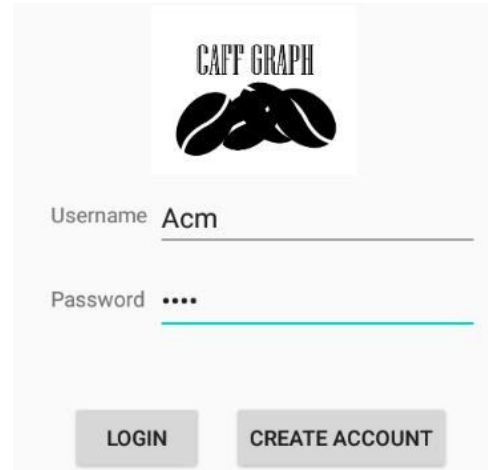 CAFF GRAPH
Username Acm
Password ••••
LOGIN CREATE ACCOUNT